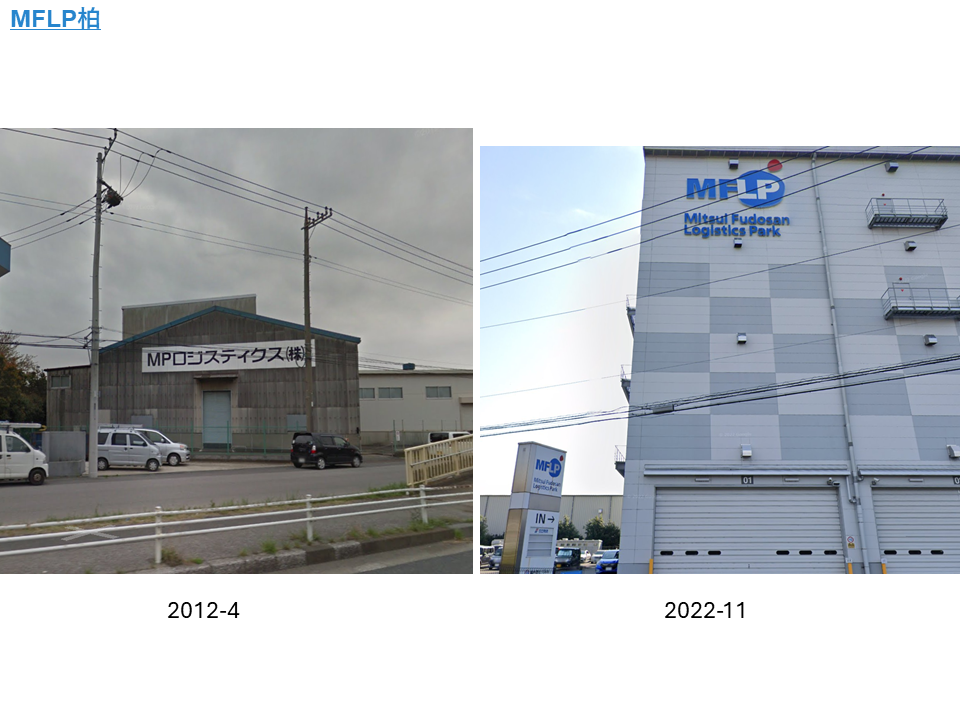 MFLP柏
MPロジスティクス㈱
MFLP
Mitsui Fudosan
Logistics Park
MFLP
Mitsui Fudosan
Logistics Park
IN→
01
2012-4
2022-11